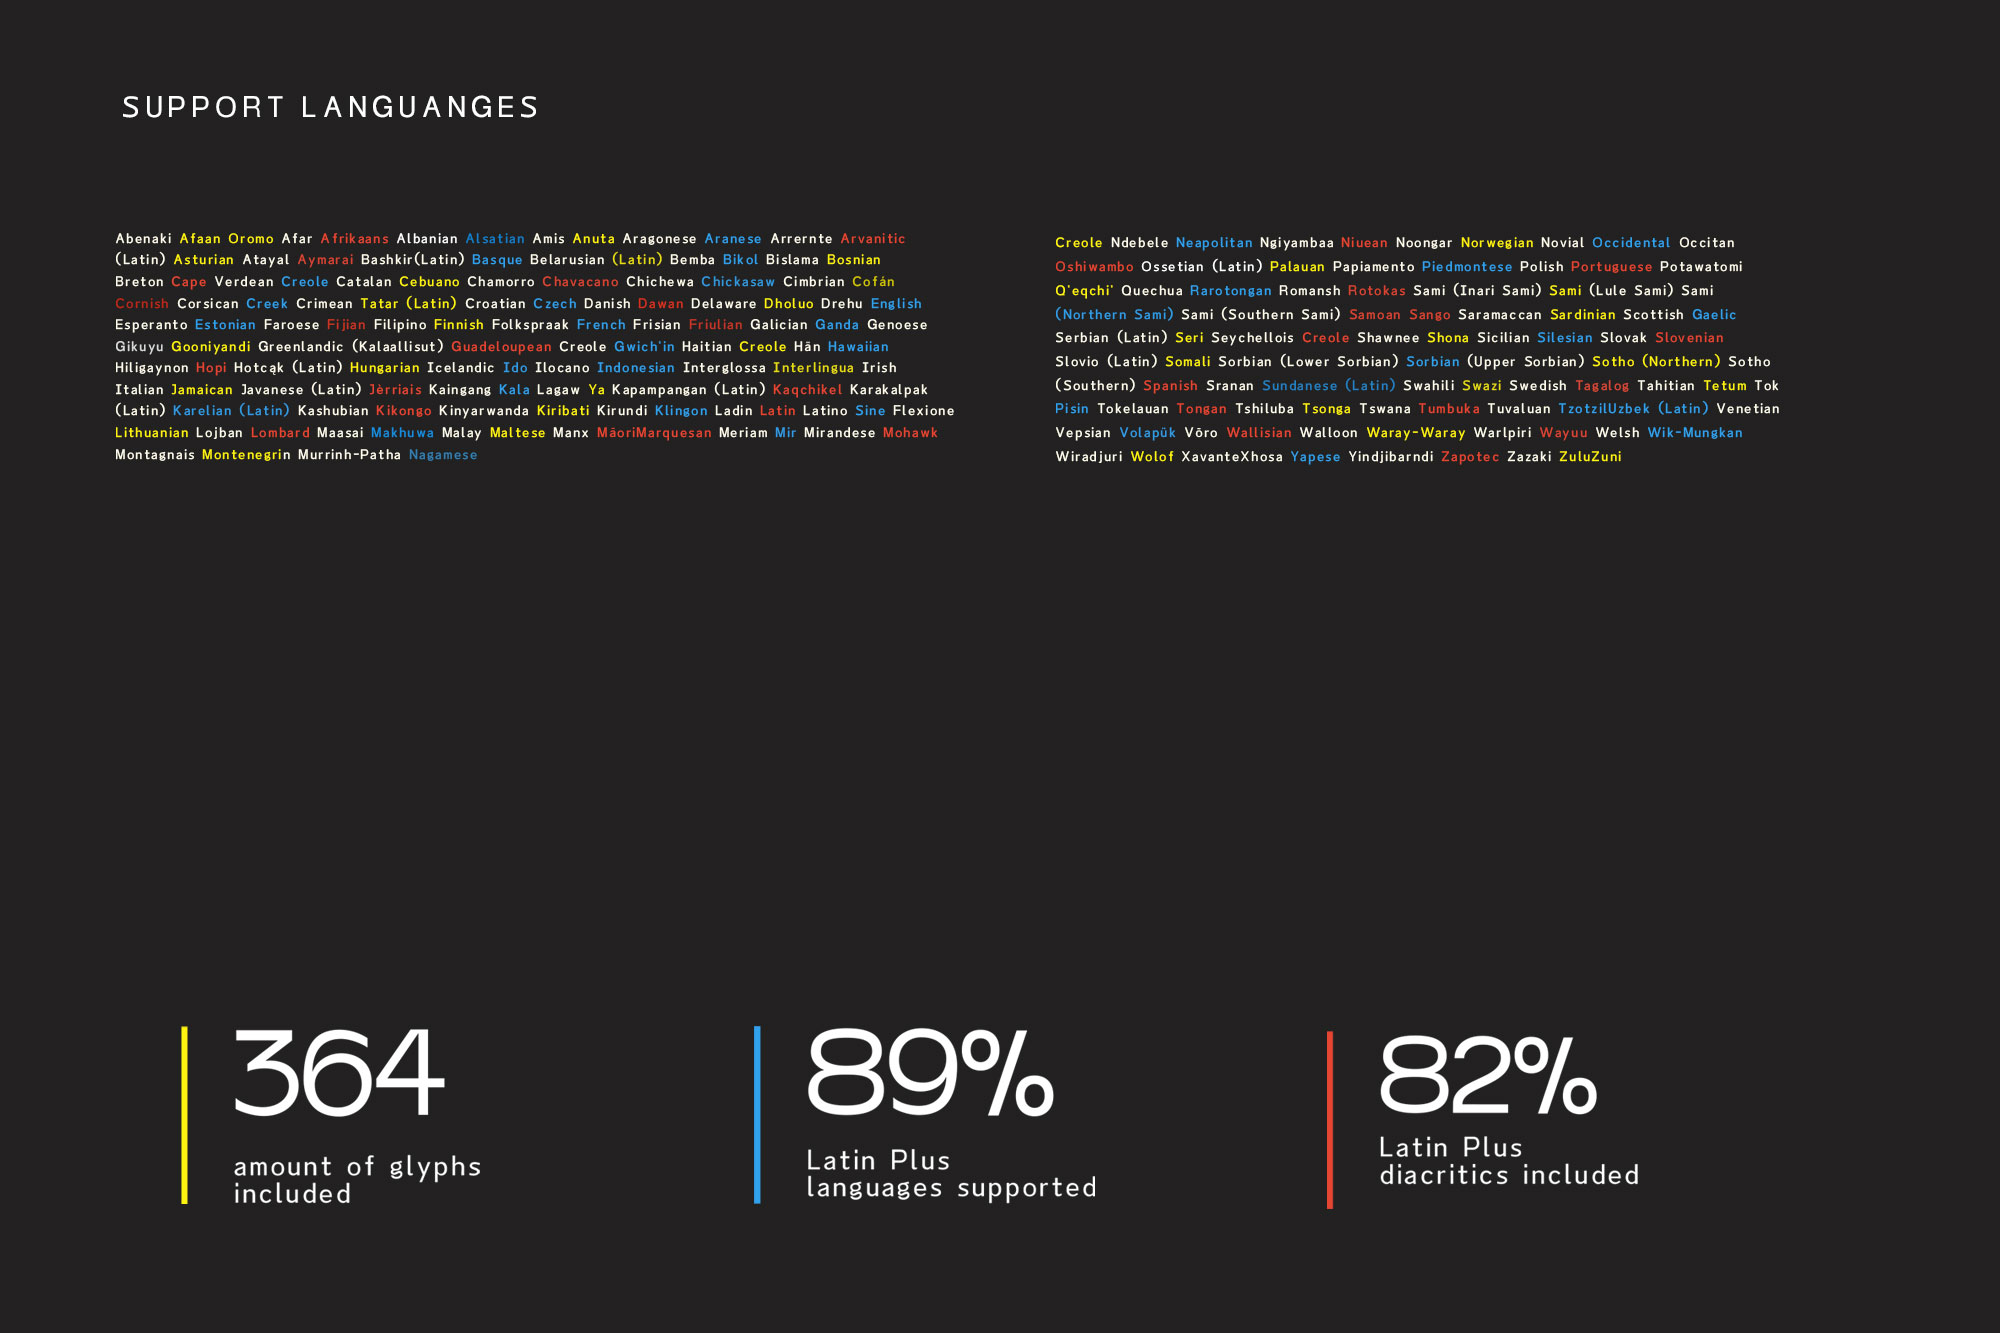 SUPPORT LANGUANGES
Abenaki Afaan Oromo Afar Afrikaans Albanian Alsatian Amis Anuta Aragonese Aranese Arrernte Arvanitic
(Latin) Asturian Atayal Aymarai Bashkir(Latin) Basque Belarusian (Latin) Bemba Bikol Bislama Bosnian
Breton Cape Verdean Creole Catalan Cebuano Chamorro Chavacano Chichewa Chickasaw Cimbrian Cofán
Cornish Corsican Creek Crimean Tatar (Latin) Croatian Czech Danish Dawan Delaware Dholuo Drehu English
Esperanto Estonian Faroese Fijian Filipino Finnish Folkspraak French Frisian Friulian Galician Ganda Genoese
Gikuyu Gooniyandi Greenlandic (Kalaallisut) Guadeloupean Creole Gwich'in Haitian Creole Hän Hawaiian
Hiligaynon Hopi Hotcąk (Latin) Hungarian Icelandic Ido Ilocano Indonesian Interglossa Interlingua Irish
Italian Jamaican Javanese (Latin) Jèrriais Kaingang Kala Lagaw Ya Kapampangan (Latin) Kaqchikel Karakalpak
(Latin) Karelian (Latin) Kashubian Kikongo Kinyarwanda Kiribati Kirundi Klingon Ladin Latin Latino Sine Flexione
Lithuanian Lojban Lombard Maasai Makhuwa Malay Maltese Manx MāoriMarquesan Meriam Mir Mirandese Mohawk
Montagnais Montenegrin Murrinh-Patha Nagamese
Creole Ndebele Neapolitan Ngiyambaa Niuean Noongar Norwegian Novial Occidental Occitan
Oshiwambo Ossetian (Latin) Palauan Papiamento Piedmontese Polish Portuguese Potawatomi
Q'eqchi' Quechua Rarotongan Romansh Rotokas Sami (Inari Sami) Sami (Lule Sami) Sami
(Northern Sami) Sami (Southern Sami) Samoan Sango Saramaccan Sardinian Scottish Gaelic
Serbian (Latin) Seri Seychellois Creole Shawnee Shona Sicilian Silesian Slovak Slovenian
Slovio (Latin) Somali Sorbian (Lower Sorbian) Sorbian (Upper Sorbian) Sotho (Northern) Sotho
(Southern) Spanish Sranan Sundanese (Latin) Swahili Swazi Swedish Tagalog Tahitian Tetum Tok
Pisin Tokelauan Tongan Tshiluba Tsonga Tswana Tumbuka Tuvaluan TzotzilUzbek (Latin) Venetian
Vepsian Volapük Võro Wallisian Walloon Waray-Waray Warlpiri Wayuu Welsh Wik-Mungkan
Wiradjuri Wolof XavanteXhosa Yapese Yindjibarndi Zapotec Zazaki ZuluZuni
364
amount of glyphs
included
89%
Latin Plus
languages supported
82%
Latin Plus
diacritics included